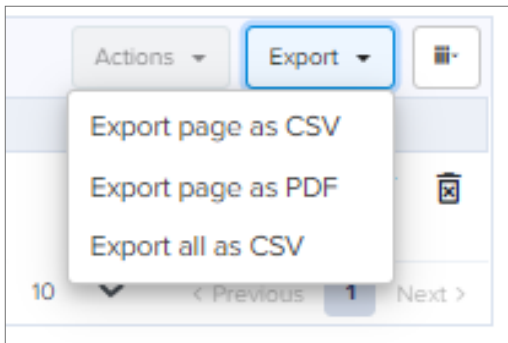 Actions Export
Export page as CSV
Export page as PDF
Export all as CSV
10 < Previous 1 Next >